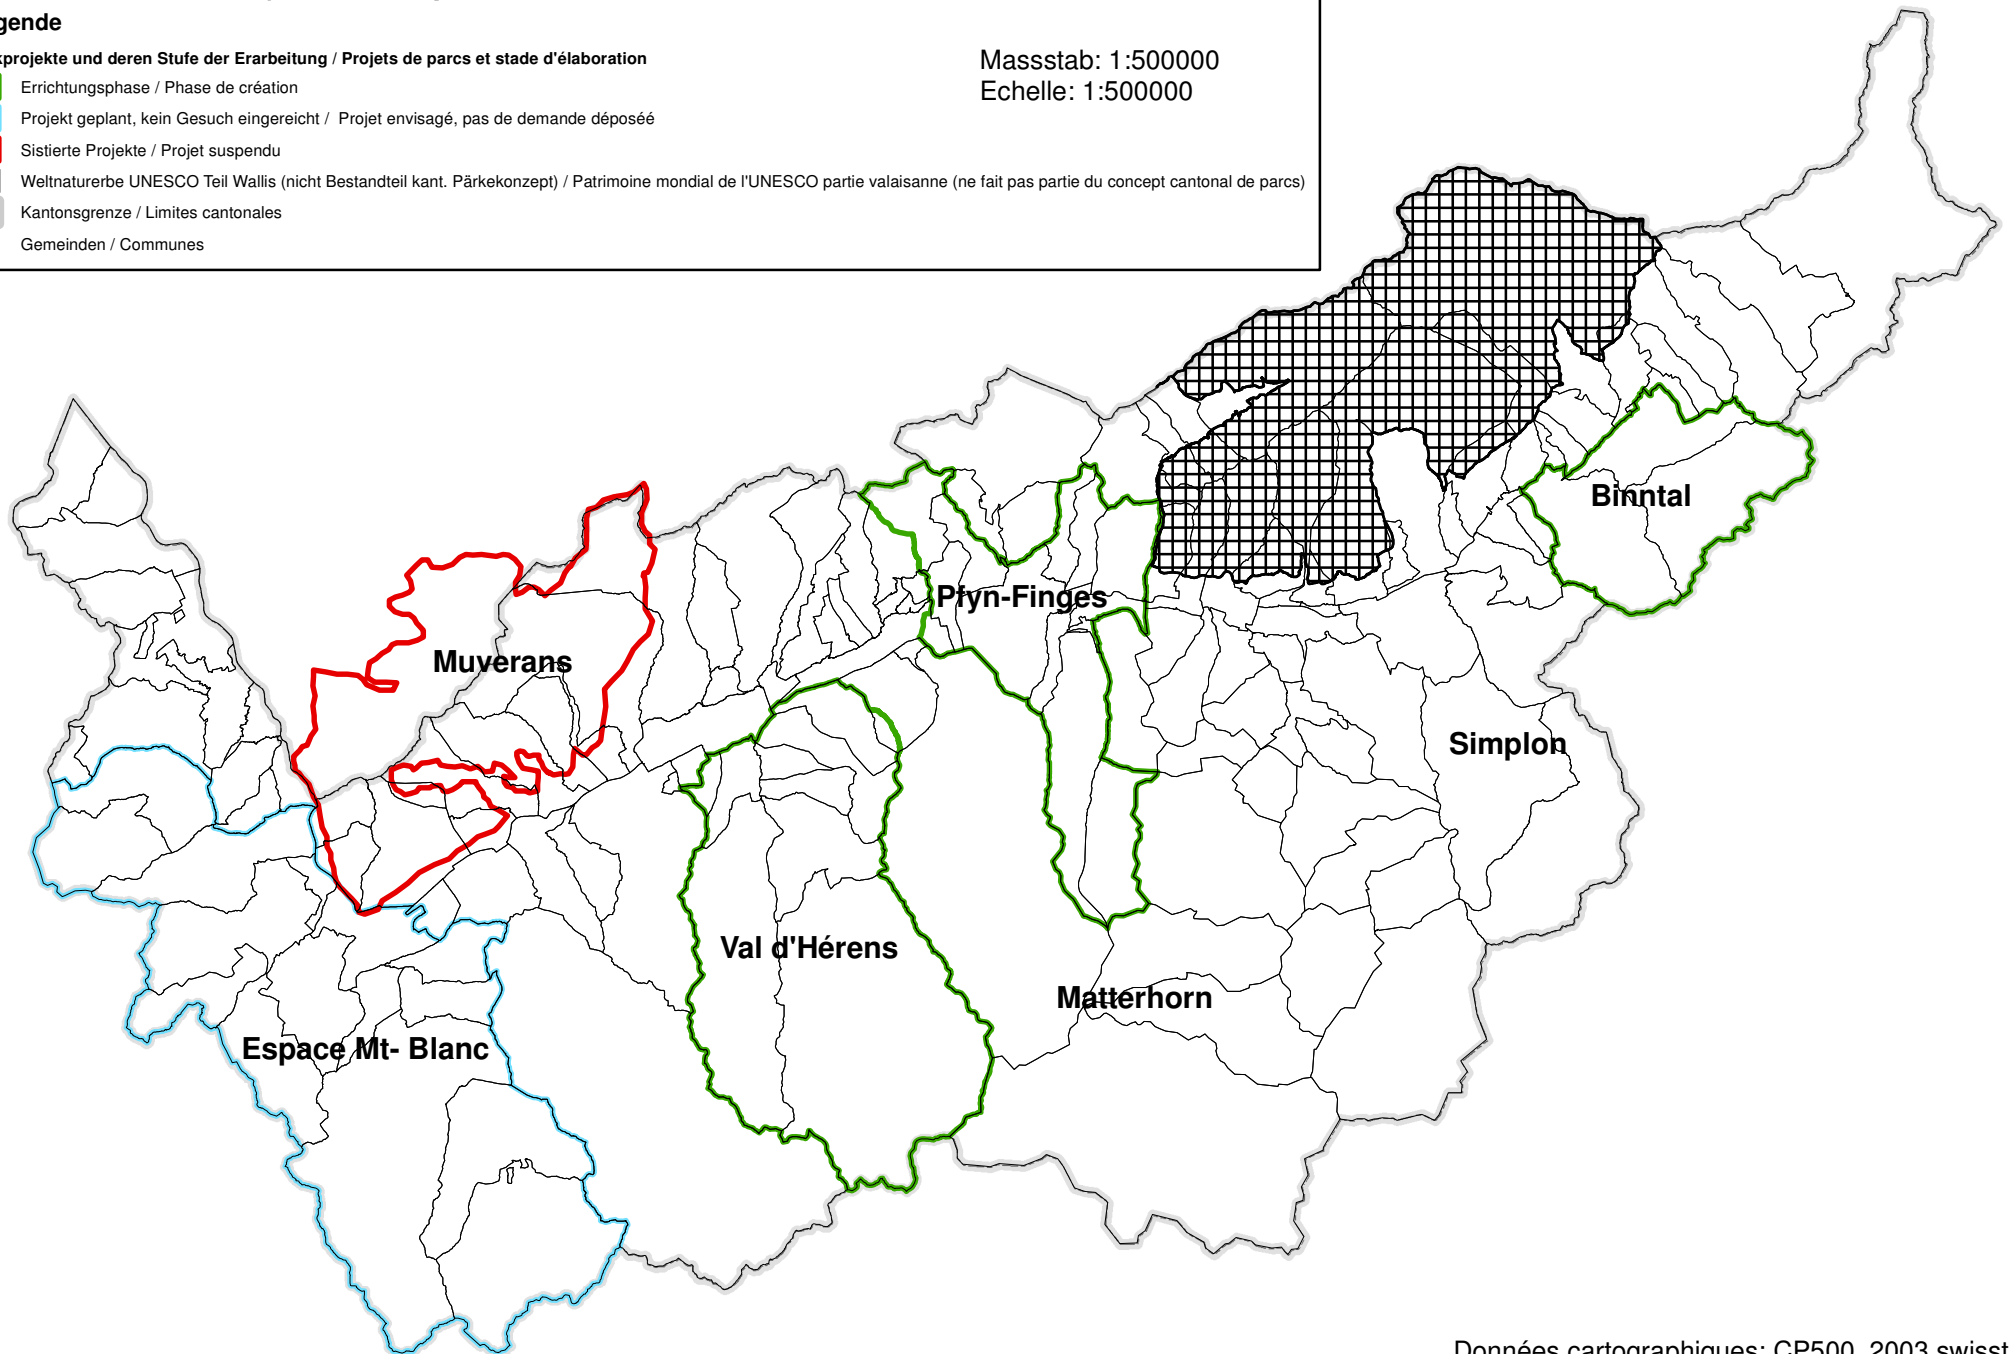 gende
kprojekte und deren Stufe der Erarbeitung / Projets de parcs et stade d'élaboration
Errichtungsphase / Phase de création
Projekt geplant, kein Gesuch eingereicht / Projet envisagé, pas de demande déposéé
Sistierte Projekte / Projet suspendu
Weltnaturerbe UNESCO Teil Wallis (nicht Bestandteil kant. Pärkekonzept) / Patrimoine mondial de l'UNESCO partie valaisanne (ne fait pas partie du concept cantonal de parcs)
Kantonsgrenze / Limites cantonales
Gemeinden / Communes
Massstab: 1:500000
Echelle: 1:500000
Binntal
Pfyn-Finges
Muverans
Simplon
Val d'Hérens
Matterhorn
Espace Mt- Blanc
Données cartographiques: CP500, 2003 swisst